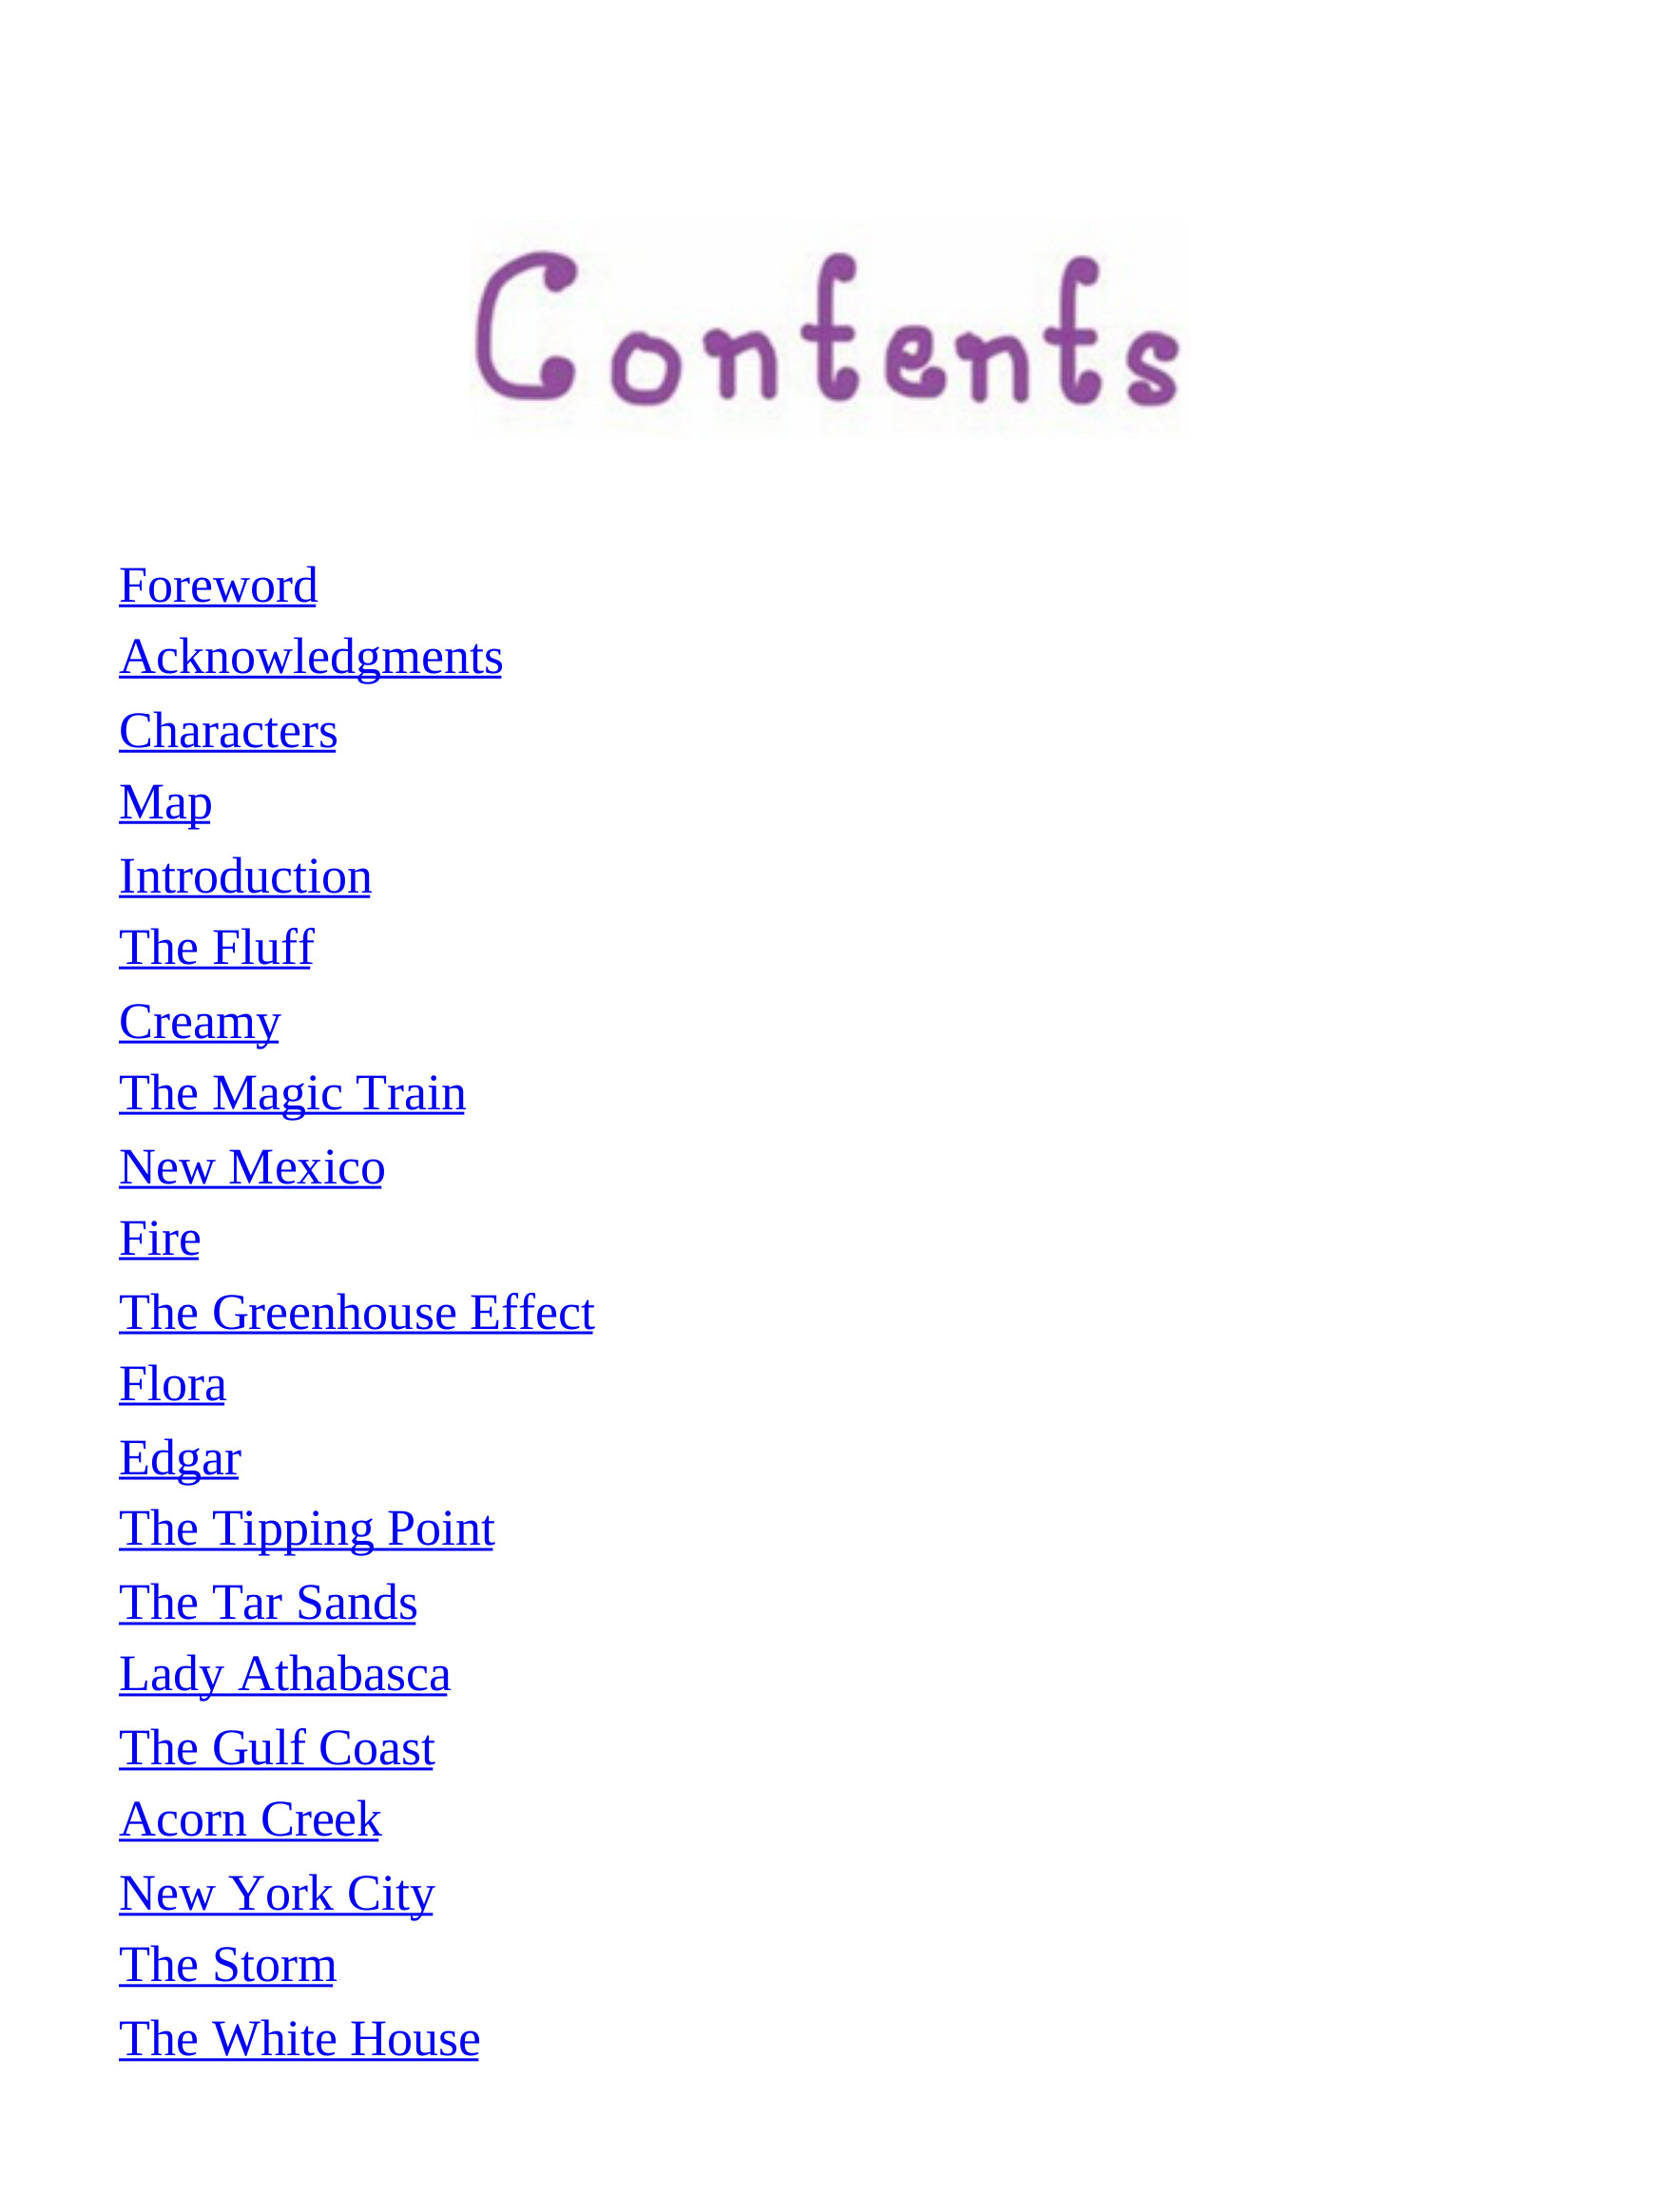 Contents
Foreword
Acknowledgments
Characters
Map
Introduction
The Fluff
Creamy
The Magic Train
New Mexico
Fire
The Greenhouse Effect
Flora
Edgar
The Tipping Point
The Tar Sands
Lady Athabasca
The Gulf Coast
Acorn Creek
New York City
The Storm
The White House